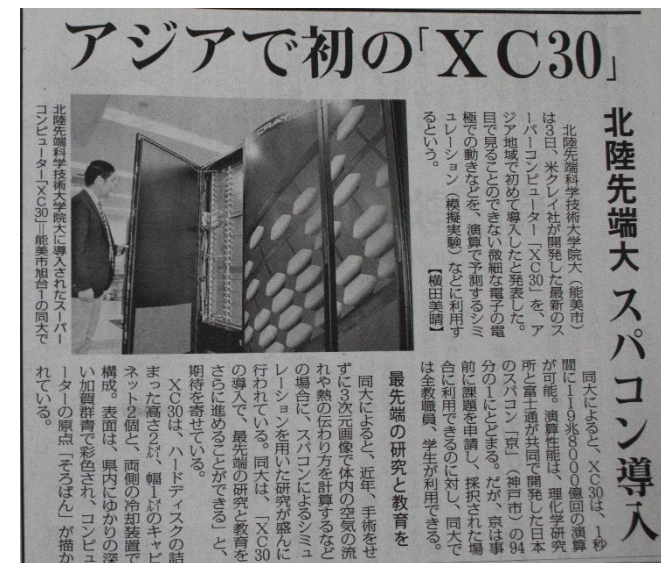 アジアで初の「ＸＣ30」
北陸先端大 スパコン導入
北陸先端科学技術大学院大（能美市）
は３日、米クレイ社が開発した最新のス
ーパーコンピューター「ＸＣ30」を、ア
ジア地域で初めて導入したと発表した。
目で見ることのできない微細な電子の電
極での動きなどを、演算で予測するシミ
ュレーション（模擬実験）などに利用す
るという。
【横田美晴】
CRAY
北陸先端科学技術大学院大に導入されたスーパー
コンピューター「ＸＣ30」＝能美市旭台１の同大で
同大によると、ＸＣ30は、１秒
間に119兆8000億回の演算
が可能。演算性能は、理化学研究
所と富士通が共同で開発した日本
のスパコン「京」（神戸市）の94
分の１にとどまる。だが、京は事
前に課題を申請し、採択された場
合に利用できるのに対し、同大で
は全教職員、学生が利用できる。
最先端の研究と教育を
同大によると、近年、手術をせ
ずに３次元画像で体内の空気の流
れや熱の伝わり方を計算するなど
の場合に、スパコンによるシミュ
レーションを用いた研究が盛んに
行われている。同大は、「ＸＣ30
の導入で、最先端の研究と教育を
さらに進めることができる」と、
期待を寄せている。
ＸＣ30は、ハードディスクの詰
まった高さ２㍍、幅１㍍のキャビ
ネット２個と、両側の冷却装置で
構成。表面は、県内にゆかりの深
い加賀群青で彩色され、コンピュ
ーターの原点「そろばん」が描か
れている。